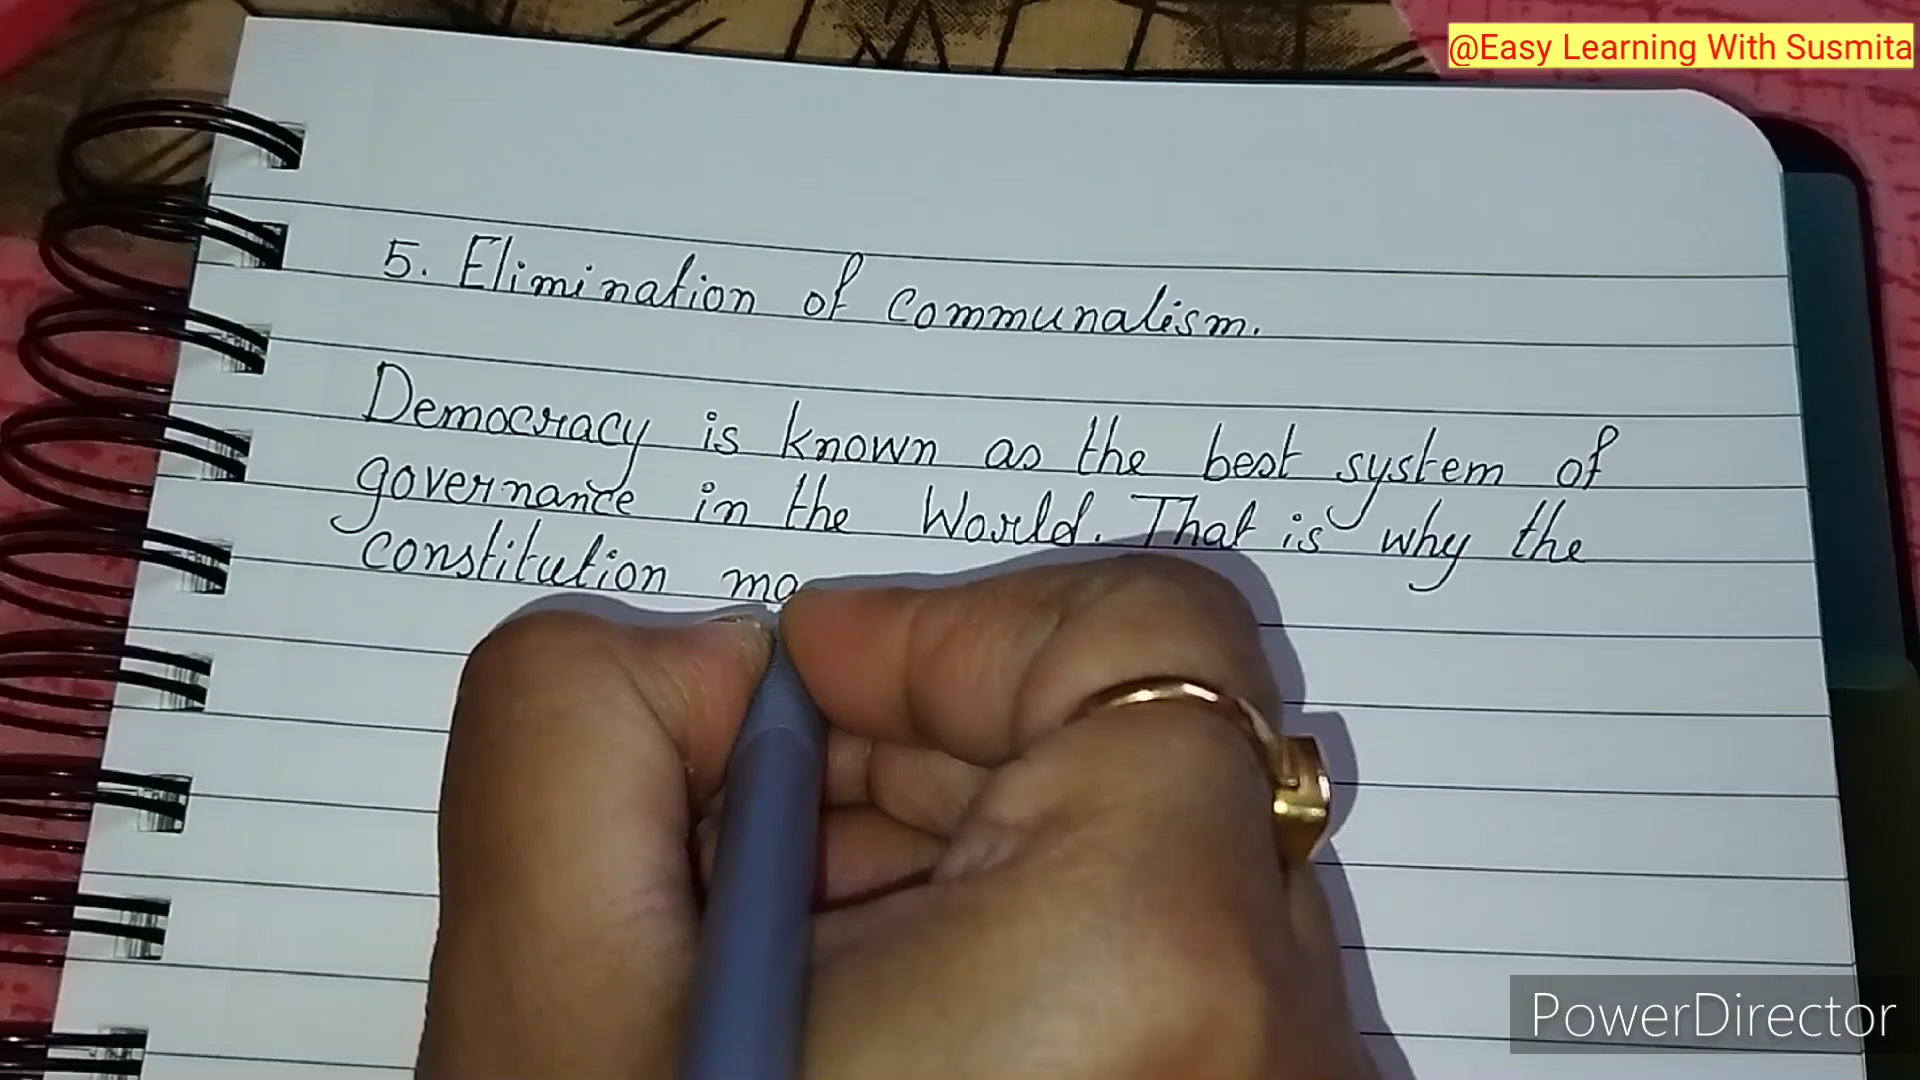 @Easy Learning With Susmita
5. Elimination of Communalism.
Democracy is known as the best system of
governance in the World. That is why the
constitution ma
PowerDirector